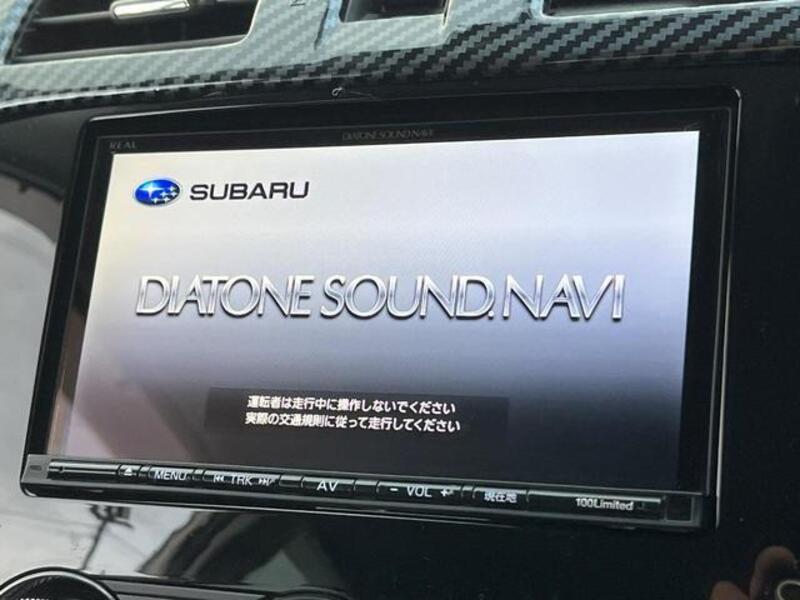 REAL
DIATONE SOUND.NAVI
SUBARU
DIATONE SOUND.NAVI
運転者は走行中に操作しないでください
実際の交通規則に従って走行してください
MENU TRK AV - VOL + 現在地
100Limited